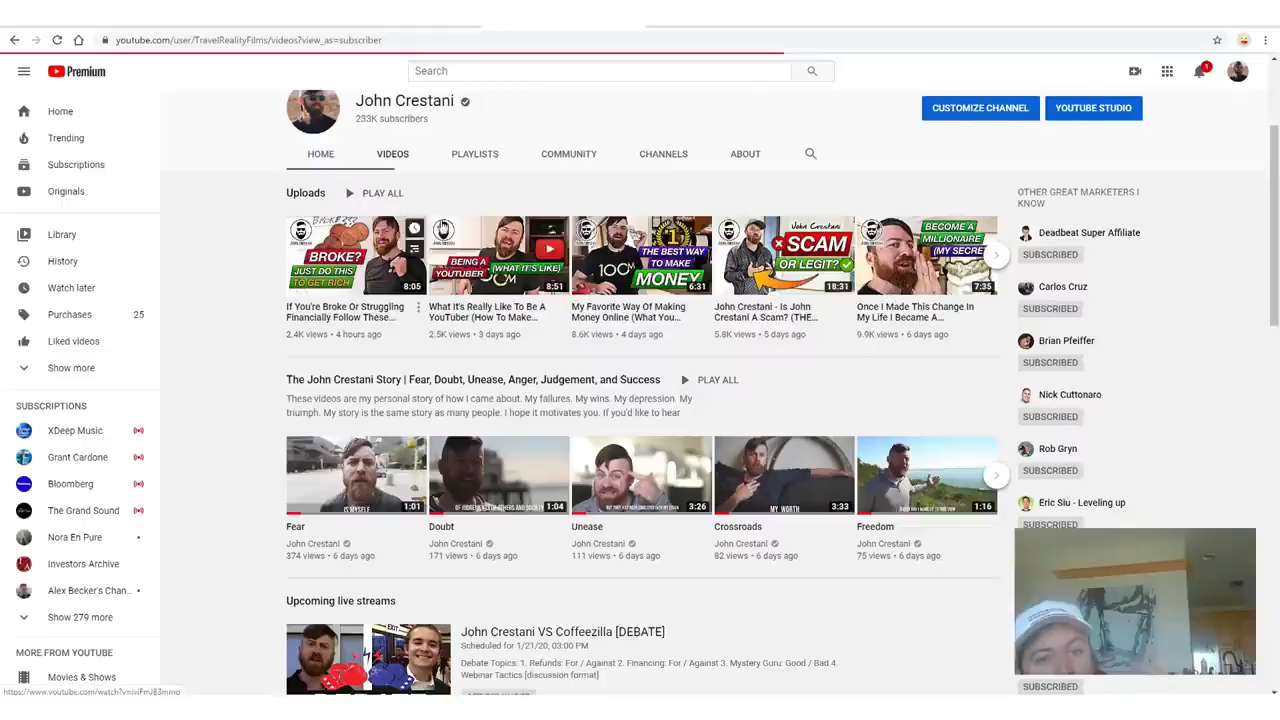 youtube.com/user/TravelRealityFilms/videos?view_as=subscriber
Premium
Search
1
Home
Trending
Subscriptions
Originals
Library
History
Watch later
Purchases 25
Liked videos
Show more
SUBSCRIPTIONS
XDeep Music
Grant Cardone
Bloomberg
The Grand Sound
Nora En Pure
Investors Archive
Alex Becker's Chan...
Show 279 more
MORE FROM YOUTUBE
Movies & Shows
John Crestani
233K subscribers
CUSTOMIZE CHANNEL
YOUTUBE STUDIO
HOME VIDEOS PLAYLISTS COMMUNITY CHANNELS ABOUT
Uploads PLAY ALL
BROKE?
JUST DO THIS
TO GET RICH
8:05
If You're Broke Or Struggling
Financially Follow These...
2.4K views • 4 hours ago
BEING A
YOUTUBER
(WHAT IT'S LIKE)
8:51
What It's Really Like To Be A
YouTuber (How To Make...
2.5K views • 3 days ago
THE BEST WAY
TO MAKE
MONEY
6:31
My Favorite Way Of Making
Money Online (What You...
8.6K views • 4 days ago
John Crestani
SCAM
OR LEGIT?
18:31
John Crestani - Is John
Crestani A Scam? (THE...
5.8K views • 5 days ago
BECOME A
MILLIONAIRE
(MY SECRET)
7:35
Once I Made This Change In
My Life I Became A...
9.9K views • 6 days ago
The John Crestani Story | Fear, Doubt, Unease, Anger, Judgement, and Success PLAY ALL
These videos are my personal story of how I came about. My failures. My wins. My depression. My
triumph. My story is the same story as many people. I hope it motivates you. If you'd like to hear
IS MYSELF
1:01
Fear
John Crestani
374 views • 6 days ago
OF JUDGEMENT OF OTHERS AND SOCIETY
1:04
Doubt
John Crestani
171 views • 6 days ago
3:26
Unease
John Crestani
111 views • 6 days ago
MY WORTH
3:33
Crossroads
John Crestani
82 views • 6 days ago
1:16
Freedom
John Crestani
75 views • 6 days ago
Upcoming live streams
EXIT
John Crestani VS Coffeezilla [DEBATE]
Scheduled for 1/21/20, 03:00 PM
Debate Topics: 1. Refunds: For / Against 2. Financing: For / Against 3. Mystery Guru: Good / Bad 4.
Webinar Tactics [discussion format]
OTHER GREAT MARKETERS I
KNOW
Deadbeat Super Affiliate
SUBSCRIBED
Carlos Cruz
SUBSCRIBED
Brian Pfeiffer
SUBSCRIBED
Nick Cuttonaro
SUBSCRIBED
Rob Gryn
SUBSCRIBED
Eric Siu - Leveling up
SUBSCRIBED
SUBSCRIBED